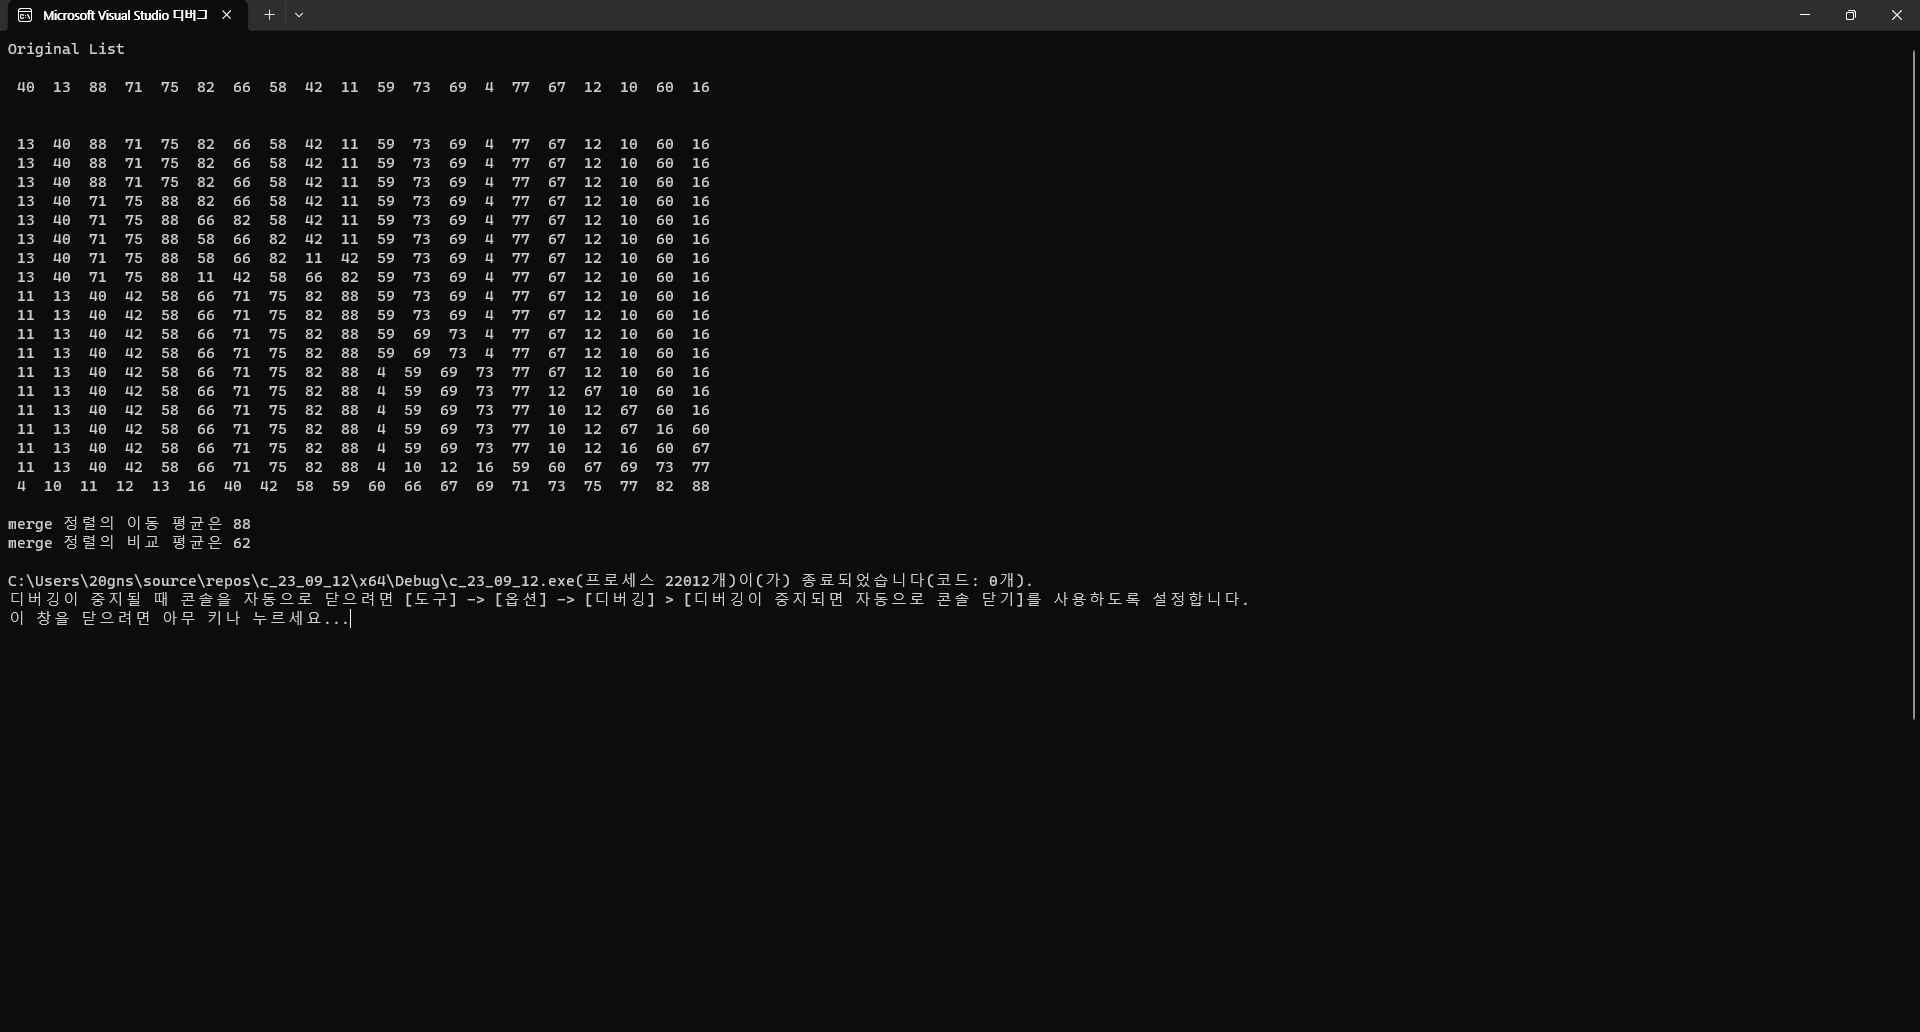 Microsoft Visual Studio 디버그
Original List
40 13 88 71 75 82 66 58 42 11 59 73 69 4 77 67 12 10 60 16
13 40 88 71 75 82 66 58 42 11 59 73 69 4 77 67 12 10 60 16
13 40 88 71 75 82 66 58 42 11 59 73 69 4 77 67 12 10 60 16
13 40 88 71 75 82 66 58 42 11 59 73 69 4 77 67 12 10 60 16
13 40 71 75 88 82 66 58 42 11 59 73 69 4 77 67 12 10 60 16
13 40 71 75 88 66 82 58 42 11 59 73 69 4 77 67 12 10 60 16
13 40 71 75 88 58 66 82 42 11 59 73 69 4 77 67 12 10 60 16
13 40 71 75 88 58 66 82 11 42 59 73 69 4 77 67 12 10 60 16
13 40 71 75 88 11 42 58 66 82 59 73 69 4 77 67 12 10 60 16
11 13 40 42 58 66 71 75 82 88 59 73 69 4 77 67 12 10 60 16
11 13 40 42 58 66 71 75 82 88 59 73 69 4 77 67 12 10 60 16
11 13 40 42 58 66 71 75 82 88 59 69 73 4 77 67 12 10 60 16
11 13 40 42 58 66 71 75 82 88 59 69 73 4 77 67 12 10 60 16
11 13 40 42 58 66 71 75 82 88 4 59 69 73 77 67 12 10 60 16
11 13 40 42 58 66 71 75 82 88 4 59 69 73 77 12 67 10 60 16
11 13 40 42 58 66 71 75 82 88 4 59 69 73 77 10 12 67 60 16
11 13 40 42 58 66 71 75 82 88 4 59 69 73 77 10 12 67 16 60
11 13 40 42 58 66 71 75 82 88 4 59 69 73 77 10 12 16 60 67
11 13 40 42 58 66 71 75 82 88 4 10 12 16 59 60 67 69 73 77
4 10 11 12 13 16 40 42 58 59 60 66 67 69 71 73 75 77 82 88
merge 정렬의 이동 평균은 88
merge 정렬의 비교 평균은 62
C:\Users\20gns\source\repos\c_23_09_12\x64\Debug\c_23_09_12.exe(프로세스 22012개)이(가) 종료되었습니다(코드: 0개).
디버깅이 중지될 때 콘솔을 자동으로 닫으려면 [도구] -> [옵션] -> [디버깅] > [디버깅이 중지되면 자동으로 콘솔 닫기]를 사용하도록 설정합니다.
이 창을 닫으려면 아무 키나 누르세요...